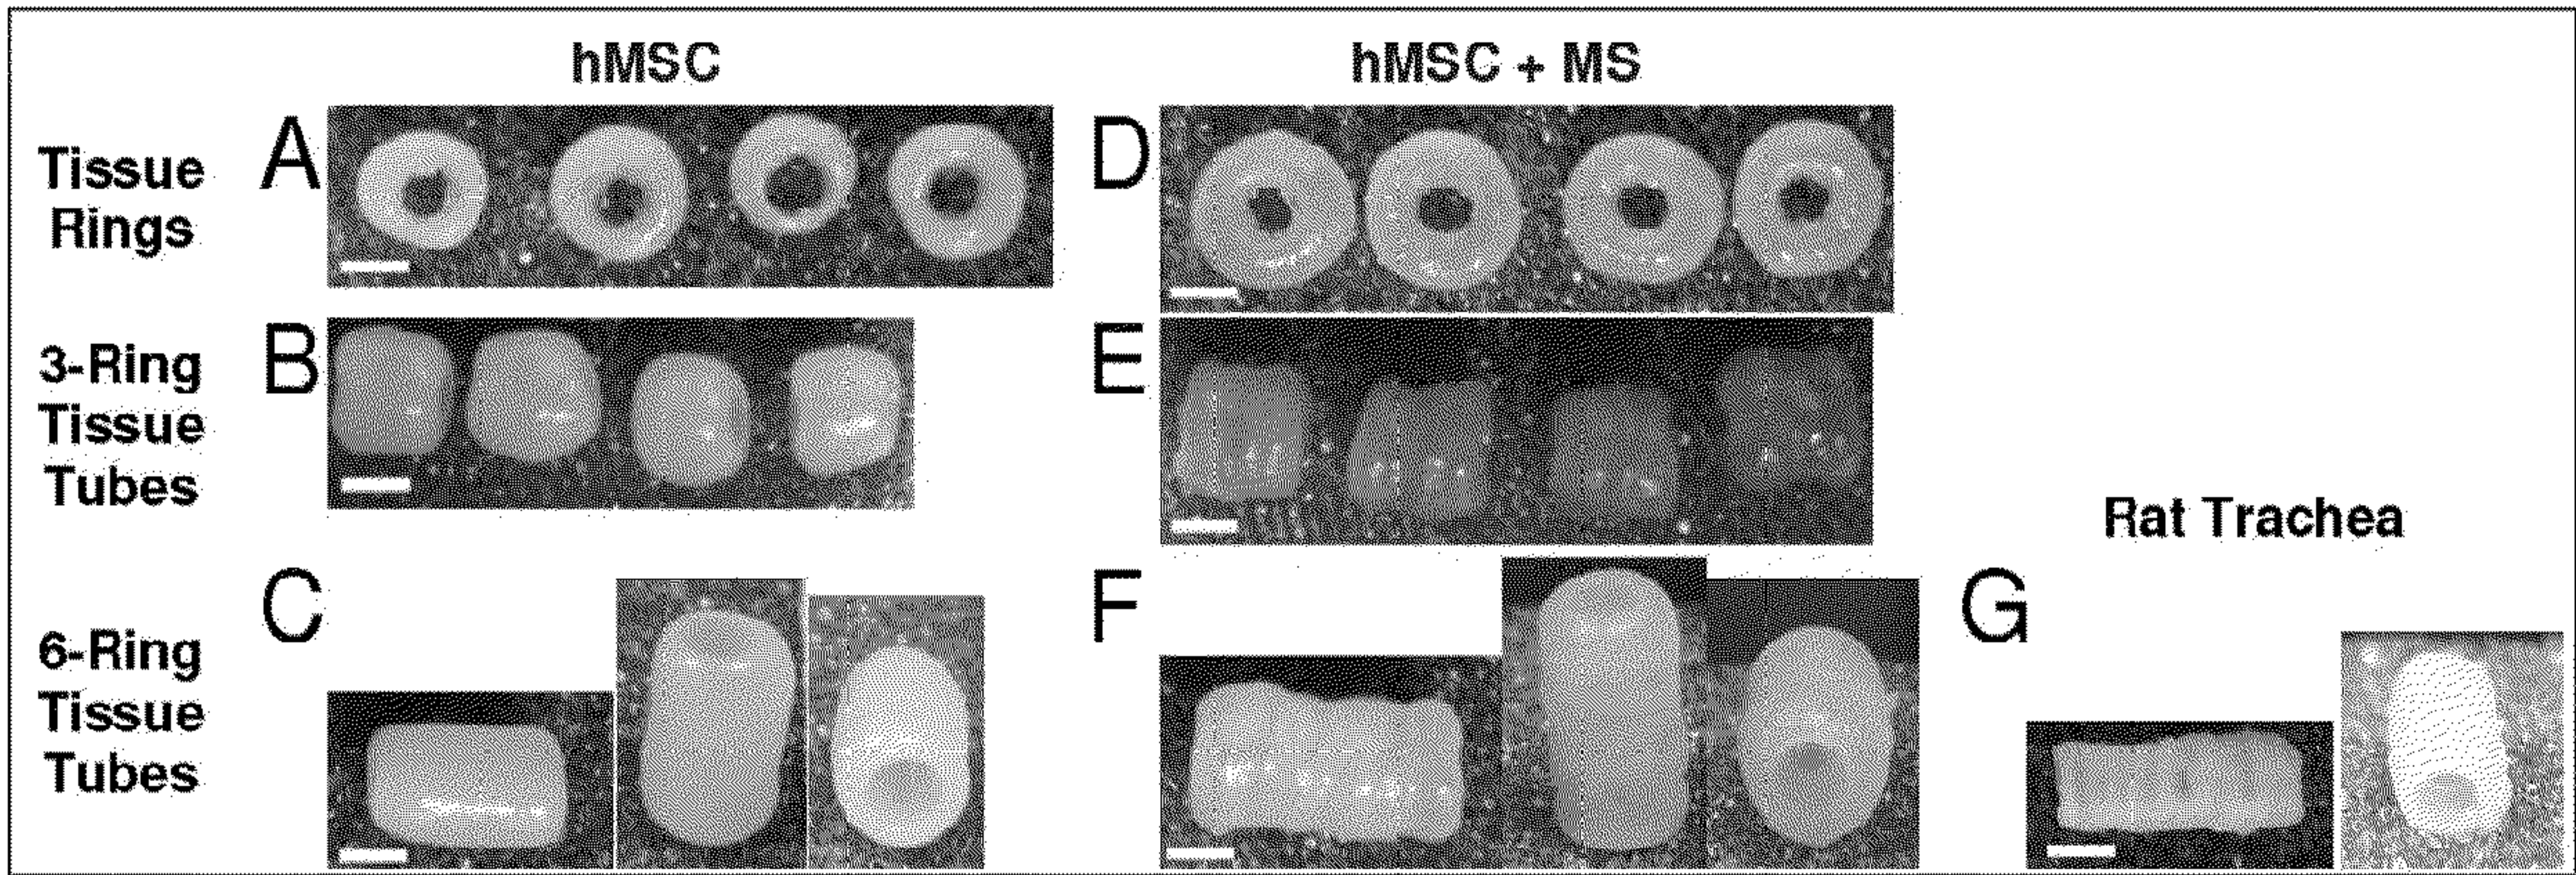 hMSC
hMSC + MS
Tissue
Rings
A
D
3-Ring
Tissue
Tubes
B
E
Rat Trachea
6-Ring
Tissue
Tubes
C
F
G